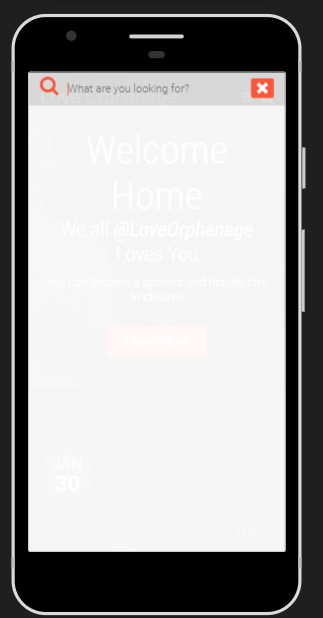 What are you looking for?
Love Orphanage
Welcome
Home
We all @LoveOrphanage
Loves You
You can become a sponsor and donate love
to children
Learn More
JAN
30